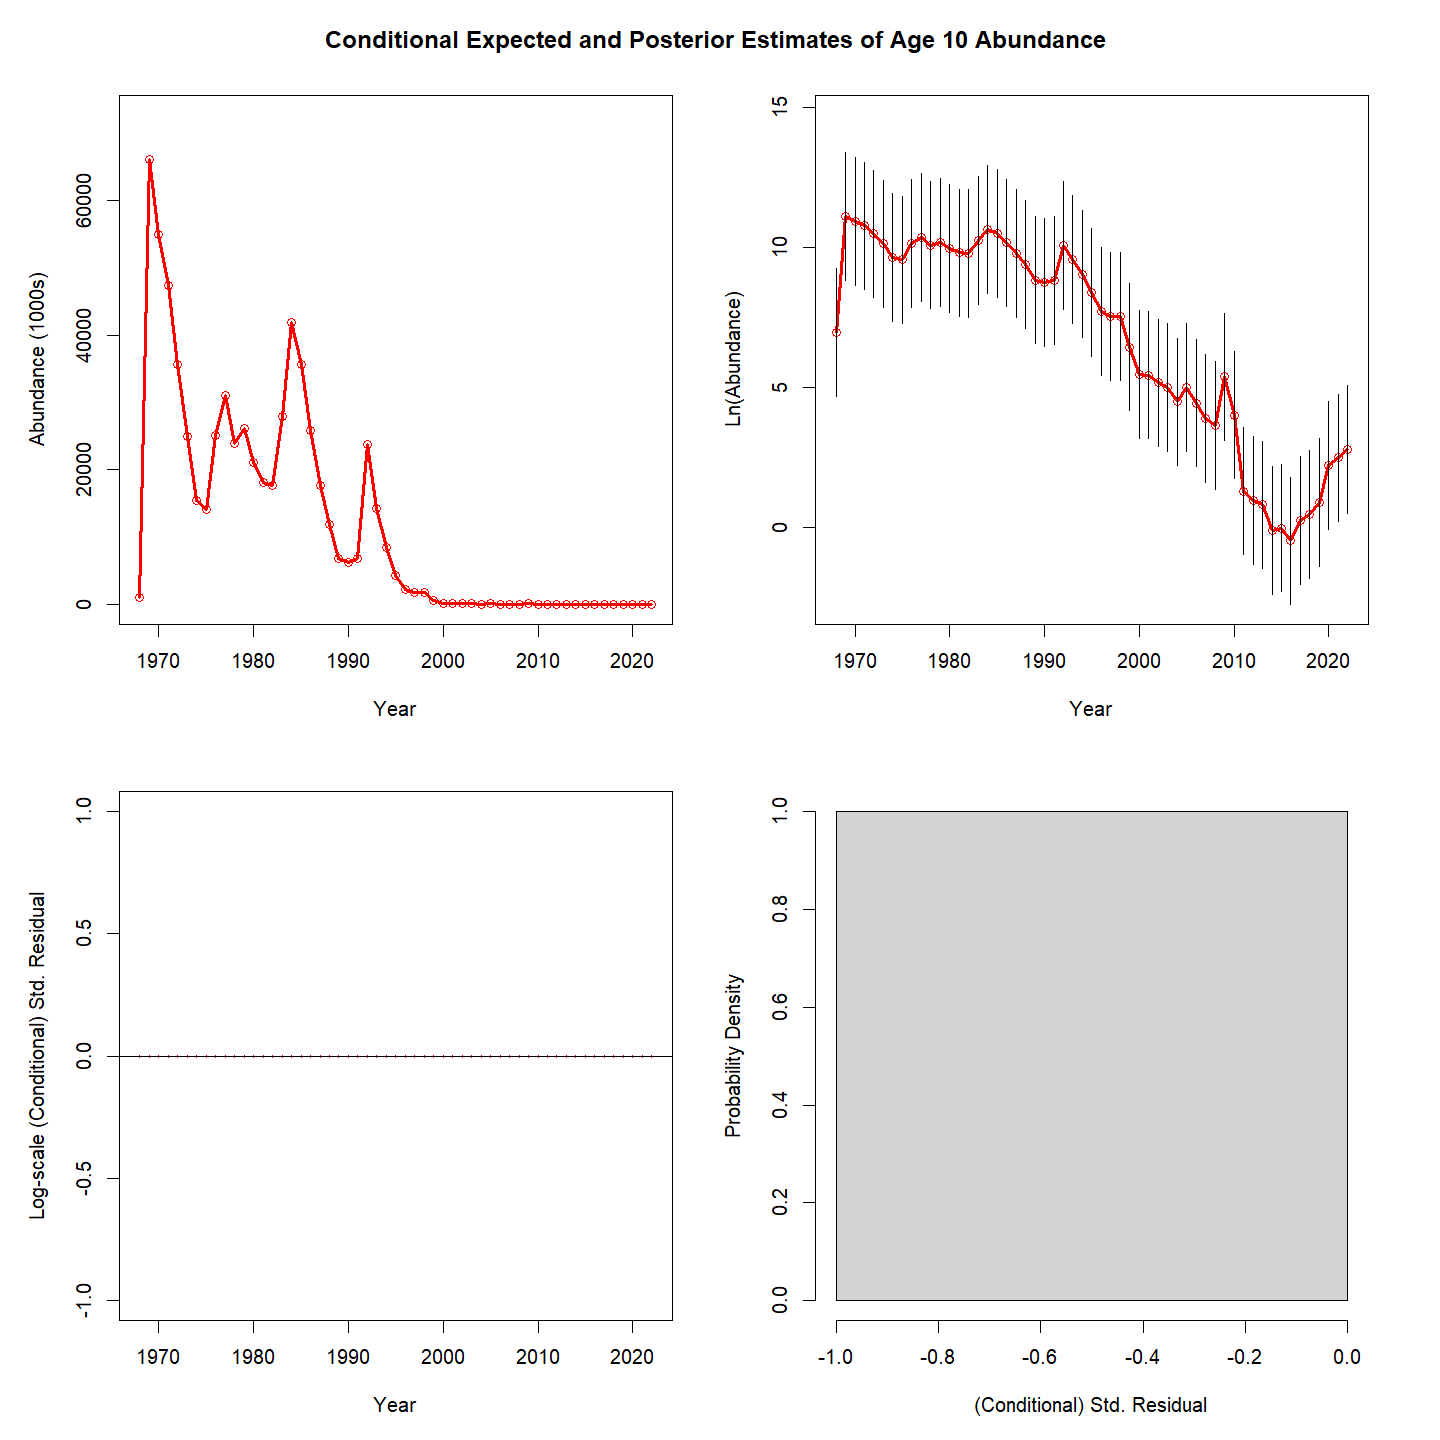 Conditional Expected and Posterior Estimates of Age 10 Abundance
Abundance (1000s)
60000
40000
20000
0
1970 1980 1990 2000 2010 2020
Year
Ln(Abundance)
15
10
5
0
1970 1980 1990 2000 2010 2020
Year
Log-scale (Conditional) Std. Residual
1.0
0.5
0.0
-0.5
-1.0
1970 1980 1990 2000 2010 2020
Year
Probability Density
1.0
0.8
0.6
0.4
0.2
0.0
-1.0 -0.8 -0.6 -0.4 -0.2 0.0
(Conditional) Std. Residual